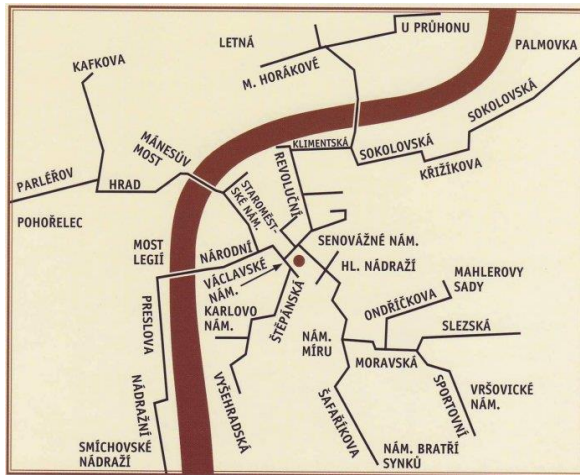 LETNÁ
U PRŮHONU
PALMOVKA
KAFKOVA
M. HORÁKOVÉ
SOKOLOVSKÁ
MÁNESŮV
MOST
KLIMENTSKÁ
SOKOLOVSKÁ
KŘIŽÍKOVA
PARLÉŘOV
HRAD
REVOLUČNÍ
STAROMĚST-
SKÉ NÁM.
POHOŘELEC
MOST
LEGIÍ
NÁRODNÍ
SENOVÁŽNÉ NÁM.
VÁCLAVSKÉ
NÁM.
HL. NÁDRAŽÍ
MAHLEROVY
SADY
ONDŘÍČKOVA
PRESLOVA
KARLOVO
NÁM.
ŠTĚPÁNSKÁ
SLEZSKÁ
NÁM.
MÍRU
MORAVSKÁ
VYŠEHRADSKÁ
ŠAFAŘÍKOVA
SPORTOVNÍ
VRŠOVICKÉ
NÁM.
NÁDRAŽNÍ
SMÍCHOVSKÉ
NÁDRAŽÍ
NÁM. BRATŘÍ
SYNKŮ